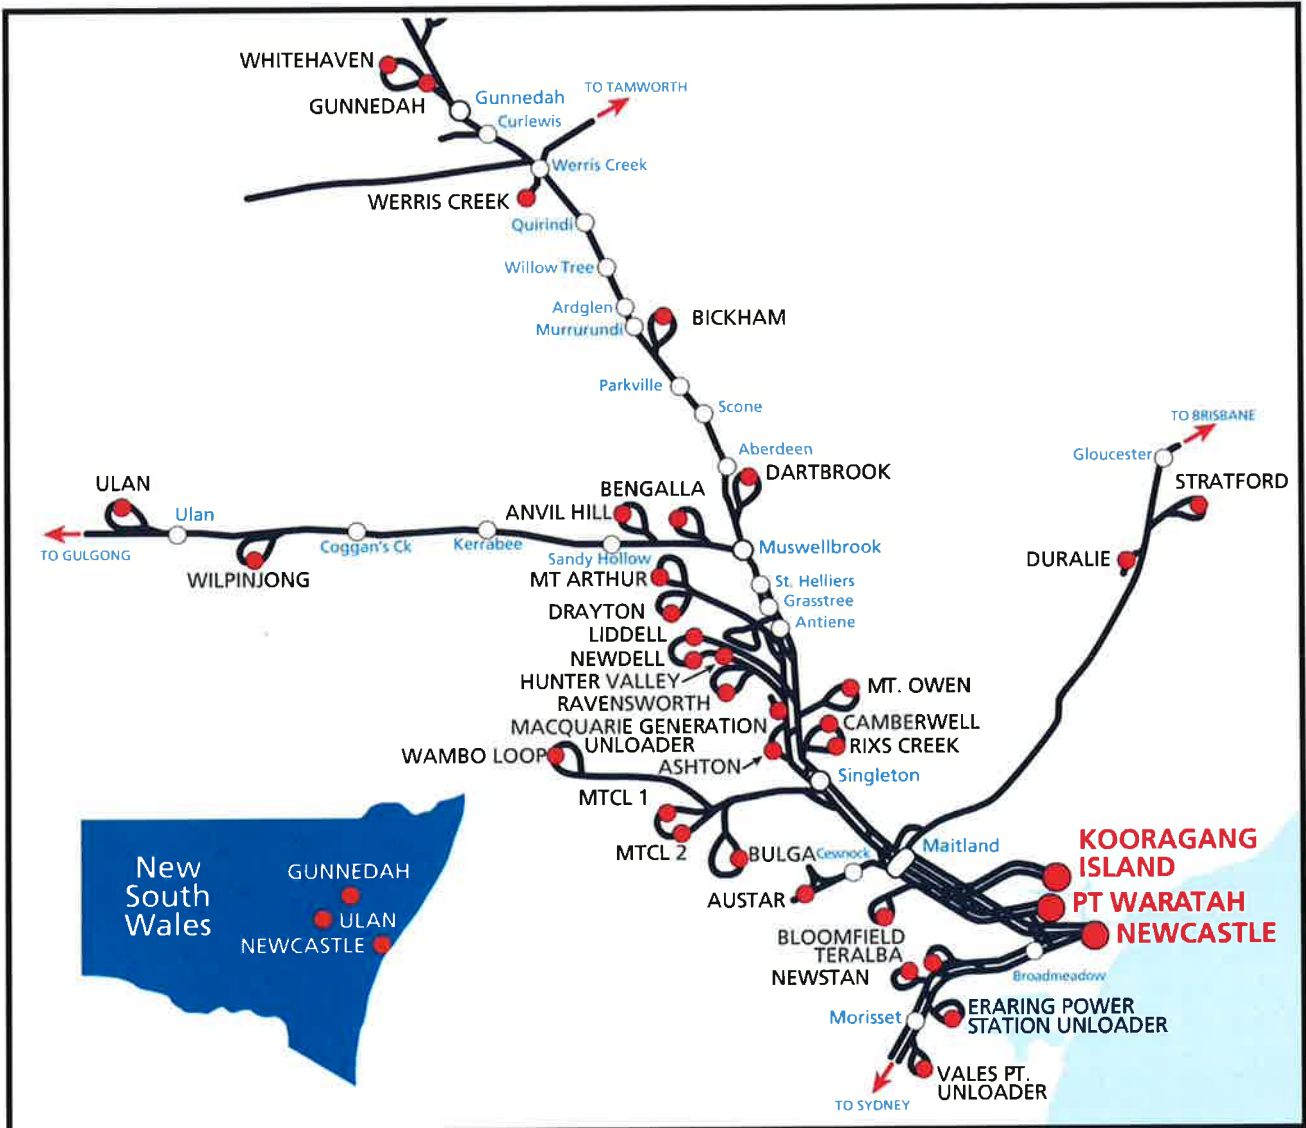 WHITEHAVEN
TO TAMWORTH
GUNNEDAH
Gunnedah
Curlewis
Werris Creek
WERRIS CREEK
Quirindi
Willow Tree
Ardglen
BICKHAM
Murrurundi
Parkville
Scone
TO BRISBANE
Aberdeen
Gloucester
DARTBROOK
STRATFORD
ULAN
BENGALLA
Ulan
ANVIL HILL
TO GULGONG
Coggan's Ck
Kerrabee
Sandy Hollow
Muswellbrook
DURALIE
WILPINJONG
MT ARTHUR
St. Helliers
Grasstree
DRAYTON
Antiene
LIDDELL
NEWDELL
HUNTER VALLEY
MT. OWEN
RAVENSWORTH
MACQUARIE GENERATION
UNLOADER
CAMBERWELL
RIXS CREEK
WAMBO LOOP
ASHTON
Singleton
MTCL 1
MTCL 2
BULGA
Cewnock
Maitland
KOORAGANG
ISLAND
AUSTAR
PT WARATAH
NEWCASTLE
BLOOMFIELD
TERALBA
NEWSTAN
Broadmeadow
Morisset
ERARING POWER
STATION UNLOADER
VALES PT.
UNLOADER
TO SYDNEY
New
South
Wales
GUNNEDAH
ULAN
NEWCASTLE